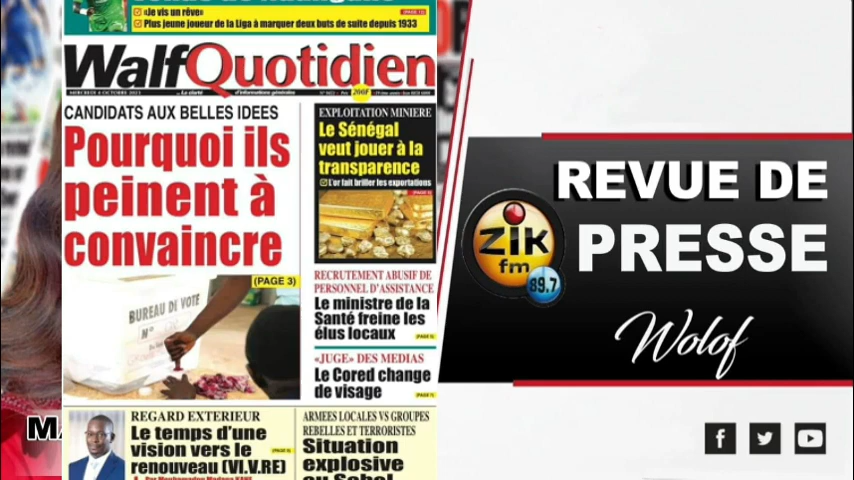 «Je vis un rêve»
Plus jeune joueur de la Liga à marquer deux buts de suite depuis 1933
WalfQuotidien
CANDIDATS AUX BELLES IDEES
Pourquoi ils
peinent à
convaincre
(PAGE 3)
BUREAU DE VOTE
N°
EXPLOITATION MINIERE
Le Sénégal
veut jouer à la
transparence
L'or fait briller les exportations
RECRUTEMENT ABUSIF DE
PERSONNEL D'ASSISTANCE
Le ministre de la
Santé freine les
élus locaux
«JUGE» DES MEDIAS
Le Cored change
de visage
REGARD EXTERIEUR
Le temps d'une
vision vers le
renouveau (VI.V.RE)
ARMEES LOCALES VS GROUPES
REBELLES ET TERRORISTES
Situation
explosive
au Sahel
REVUE DE
PRESSE
ZIK
fm
89.7
Wolof